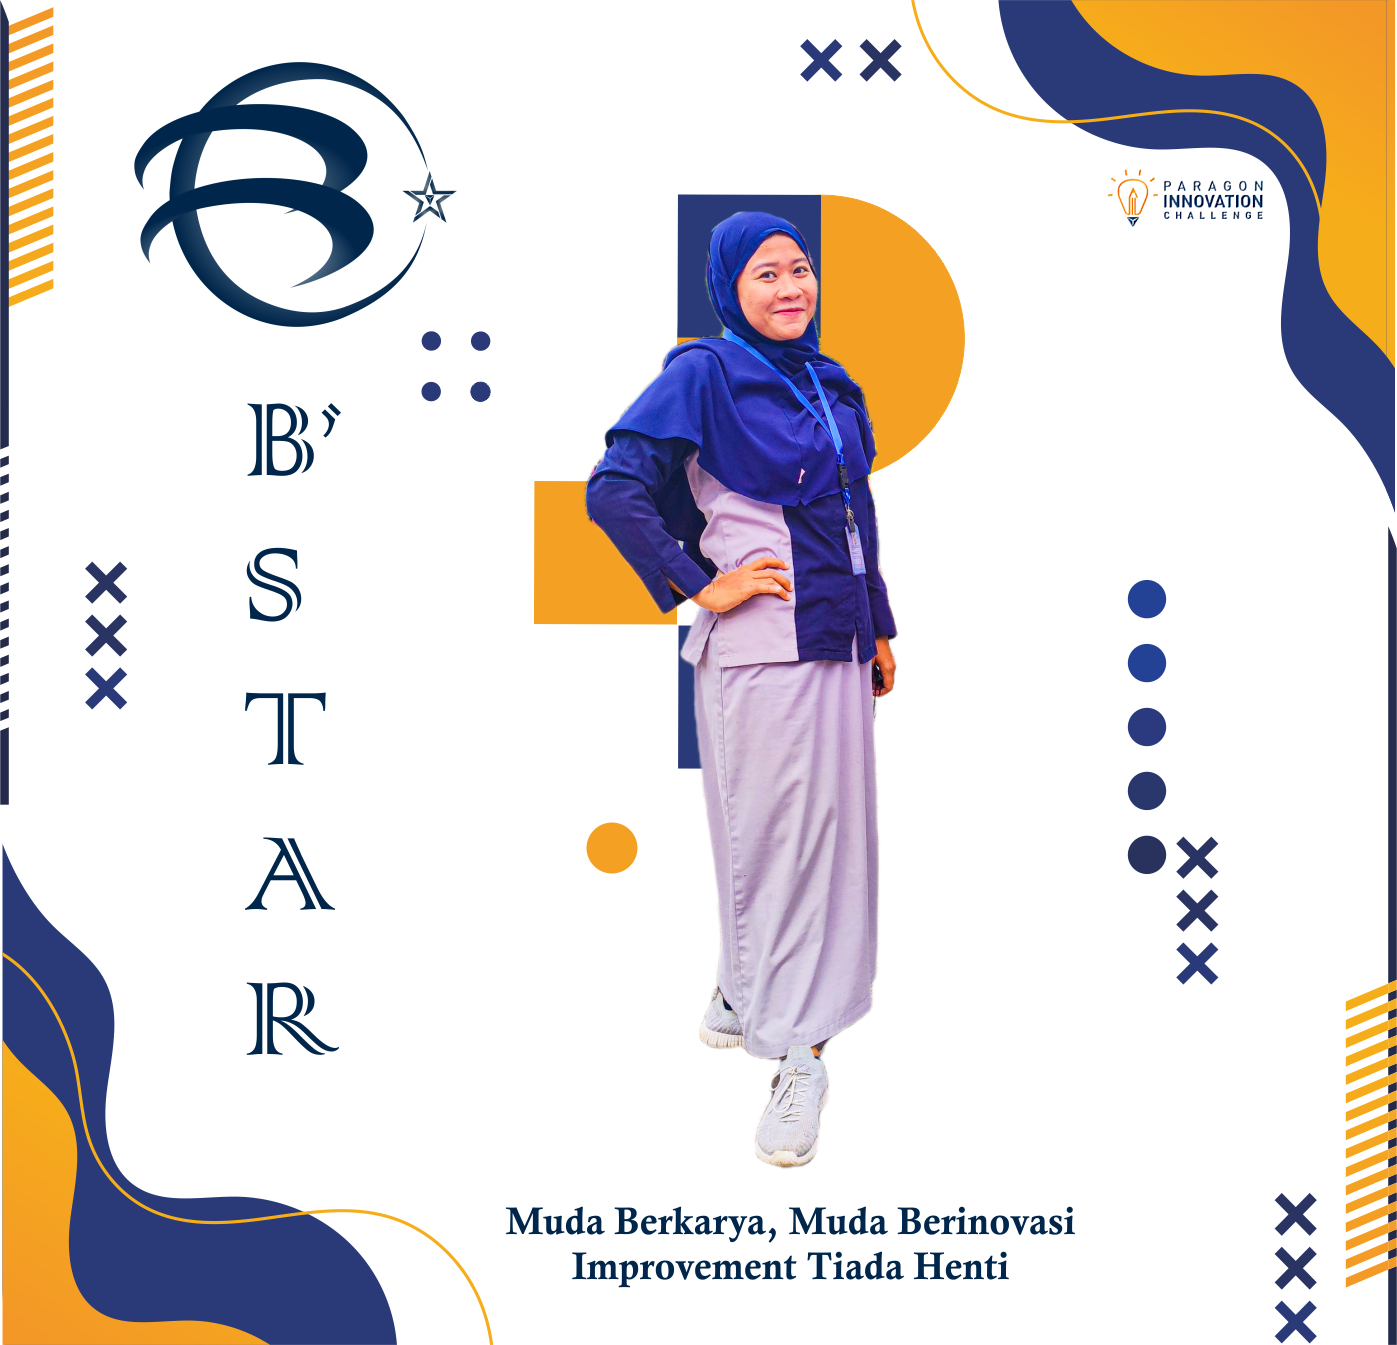 PARAGON
INNOVATION
CHALLENGE
B'
S
T
A
R
Muda Berkarya, Muda Berinovasi
Improvement Tiada Henti